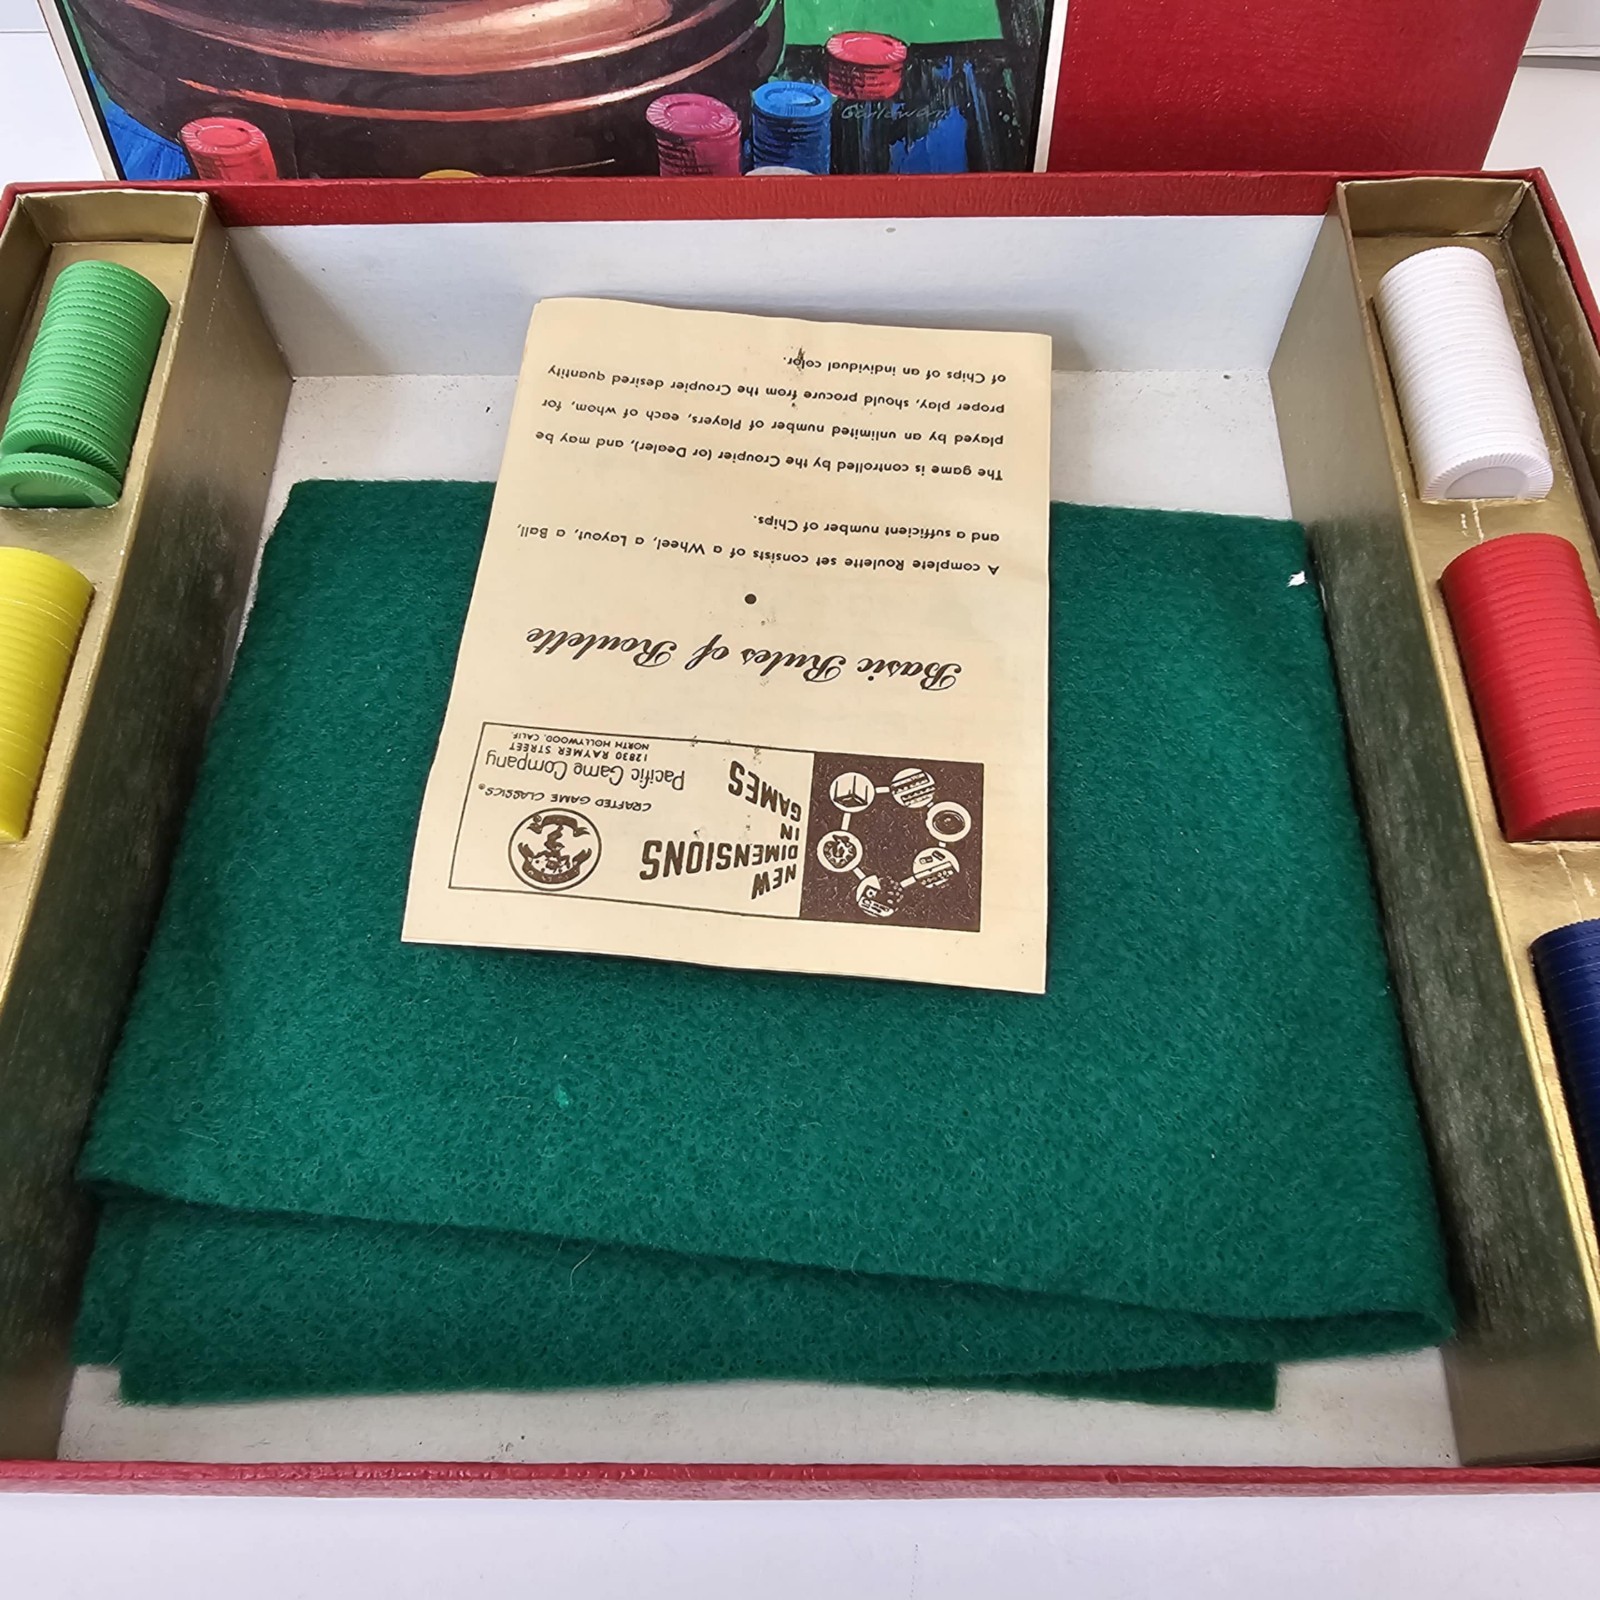 NEW
DIMENSIONS
IN
GAMES
CRAFTED GAME CLASSICS®
Pacific Game Company
12830 RAYMER STREET
NORTH HOLLYWOOD, CALIF.
Basic Rules of Roulette
A complete Roulette set consists of a Wheel, a Layout, a Ball,
and a sufficient number of Chips.
The game is controlled by the Croupier (or Dealer), and may be
played by an unlimited number of Players, each of whom, for
proper play, should procure from the Croupier desired quantity
of Chips of an individual color.